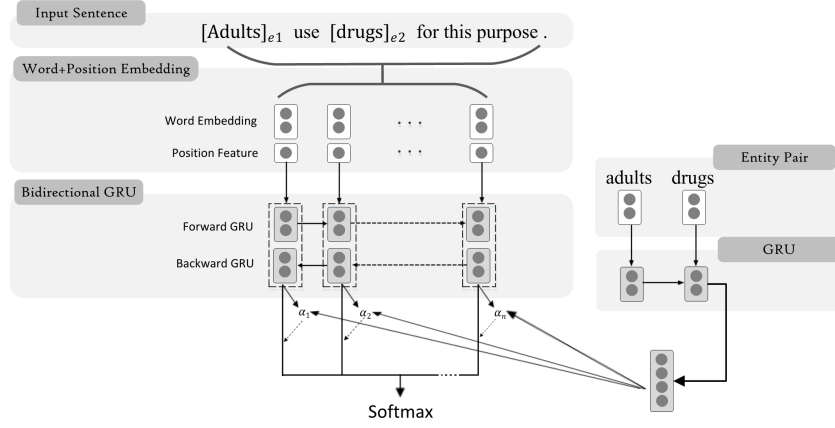 Input Sentence
[Adults]e1 use [drugs]e2 for this purpose .
Word+Position Embedding
Word Embedding
· · ·
Position Feature
· · ·
Entity Pair
adults drugs
Bidirectional GRU
Forward GRU
Backward GRU
GRU
α1 α2 αn
Softmax